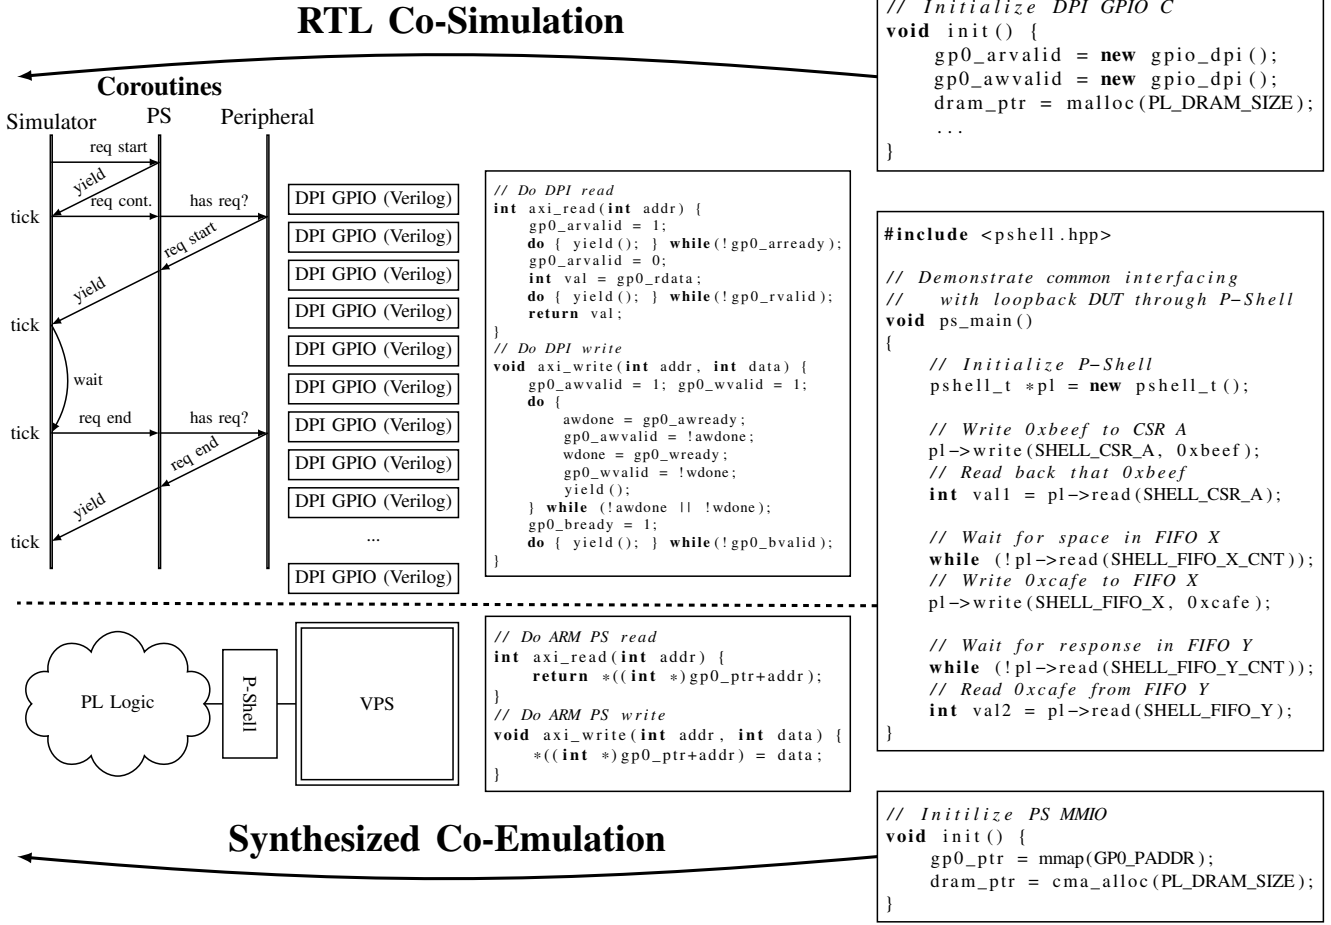 RTL Co-Simulation
Coroutines
Simulator
PS
Peripheral
req start
yield
tick
req cont.
has req?
req start
yield
tick
wait
tick
req end
has req?
req end
yield
tick
DPI GPIO (Verilog)
DPI GPIO (Verilog)
DPI GPIO (Verilog)
DPI GPIO (Verilog)
DPI GPIO (Verilog)
DPI GPIO (Verilog)
DPI GPIO (Verilog)
DPI GPIO (Verilog)
DPI GPIO (Verilog)
...
DPI GPIO (Verilog)
// Do DPI read
int axi_read(int addr) {
gp0_arvalid = 1;
do { yield(); } while(!gp0_arready);
gp0_arvalid = 0;
int val = gp0_rdata;
do { yield(); } while(!gp0_rvalid);
return val;
}
// Do DPI write
void axi_write(int addr, int data) {
gp0_awvalid = 1; gp0_wvalid = 1;
do {
awdone = gp0_awready;
gp0_awvalid = !awdone;
wdone = gp0_wready;
gp0_wvalid = !wdone;
yield();
} while (!awdone || !wdone);
gp0_bready = 1;
do { yield(); } while(!gp0_bvalid);
}
// Initialize DPI GPIO C
void init() {
gp0_arvalid = new gpio_dpi();
gp0_awvalid = new gpio_dpi();
dram_ptr = malloc(PL_DRAM_SIZE);
...
}
#include <pshell.hpp>
// Demonstrate common interfacing
// with loopback DUT through P-Shell
void ps_main()
{
// Initialize P-Shell
pshell_t *pl = new pshell_t();
// Write 0xbeef to CSR A
pl->write(SHELL_CSR_A, 0xbeef);
// Read back that 0xbeef
int val1 = pl->read(SHELL_CSR_A);
// Wait for space in FIFO X
while (!pl->read(SHELL_FIFO_X_CNT));
// Write 0xcafe to FIFO X
pl->write(SHELL_FIFO_X, 0xcafe);
// Wait for response in FIFO Y
while (!pl->read(SHELL_FIFO_Y_CNT));
// Read 0xcafe from FIFO Y
int val2 = pl->read(SHELL_FIFO_Y);
}
PL Logic
P-Shell
VPS
// Do ARM PS read
int axi_read(int addr) {
return *((int *)gp0_ptr+addr);
}
// Do ARM PS write
void axi_write(int addr, int data) {
*((int *)gp0_ptr+addr) = data;
}
Synthesized Co-Emulation
// Initilize PS MMIO
void init() {
gp0_ptr = mmap(GP0_PADDR);
dram_ptr = cma_alloc(PL_DRAM_SIZE);
}